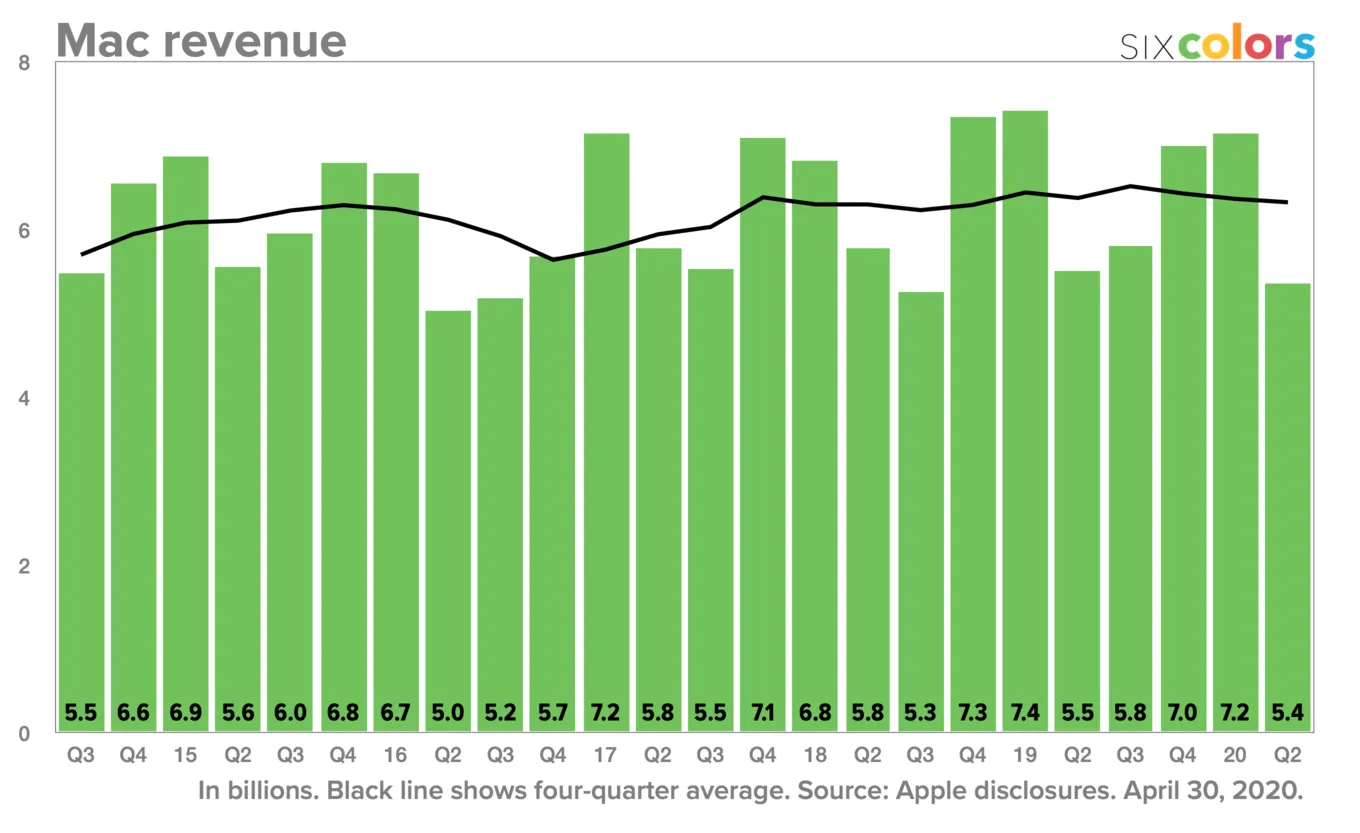 Mac revenue
SIXcolors
8
6
4
2
0
5.5 6.6 6.9 5.6 6.0 6.8 6.7 5.0 5.2 5.7 7.2 5.8 5.5 7.1 6.8 5.8 5.3 7.3 7.4 5.5 5.8 7.0 7.2 5.4
Q3 Q4 15 Q2 Q3 Q4 16 Q2 Q3 Q4 17 Q2 Q3 Q4 18 Q2 Q3 Q4 19 Q2 Q3 Q4 20 Q2
In billions. Black line shows four-quarter average. Source: Apple disclosures. April 30, 2020.